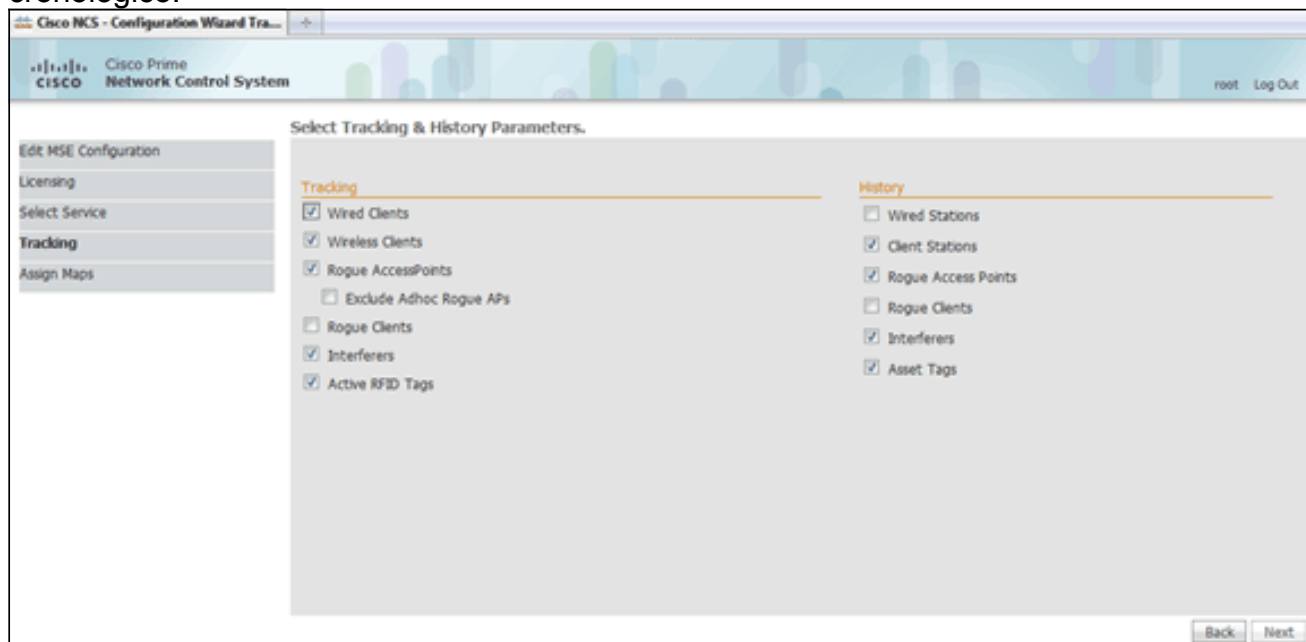 cronologico.
Cisco NCS - Configuration Wizard Tra...
CISCO
Cisco Prime
Network Control System
root Log Out
Select Tracking & History Parameters.
Edit MSE Configuration
Licensing
Select Service
Tracking
Assign Maps
Tracking
Wired Clients
Wireless Clients
Rogue AccessPoints
Exclude Adhoc Rogue APs
Rogue Clients
Interferers
Active RFID Tags
History
Wired Stations
Client Stations
Rogue Access Points
Rogue Clients
Interferers
Asset Tags
Back Next